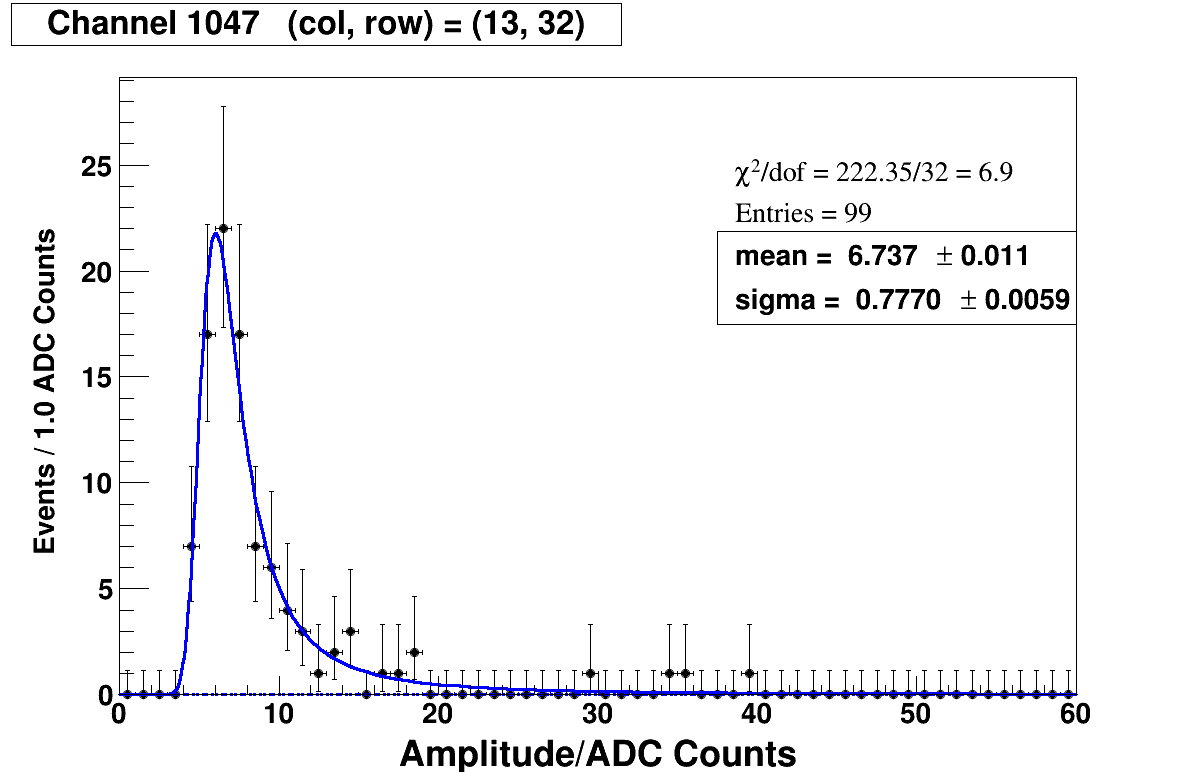 Channel 1047 (col, row) = (13, 32)
χ²/dof = 222.35/32 = 6.9
Entries = 99
mean = 6.737 ± 0.011
sigma = 0.7770 ± 0.0059
Events / 1.0 ADC Counts
25
20
15
10
5
0
0 10 20 30 40 50 60
Amplitude/ADC Counts